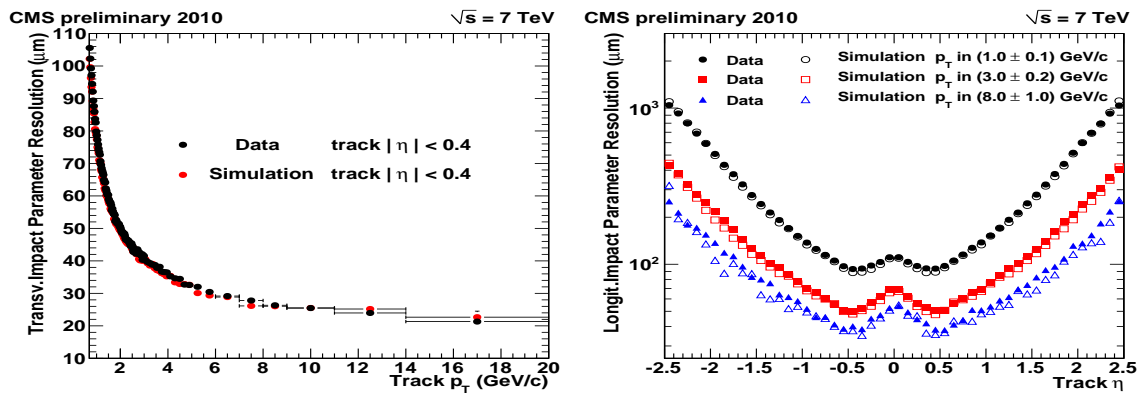 CMS preliminary 2010 √s = 7 TeV
Transv. Impact Parameter Resolution (μm)
110
100
90
80
70
60
50
40
30
20
10
Data track | η | < 0.4
Simulation track | η | < 0.4
2 4 6 8 10 12 14 16 18 20
Track p_T (GeV/c)
CMS preliminary 2010 √s = 7 TeV
Longit. Impact Parameter Resolution (μm)
10³
10²
Data Simulation p_T in (1.0 ± 0.1) GeV/c
Data Simulation p_T in (3.0 ± 0.2) GeV/c
Data Simulation p_T in (8.0 ± 1.0) GeV/c
-2.5 -2 -1.5 -1 -0.5 0 0.5 1 1.5 2 2.5
Track η